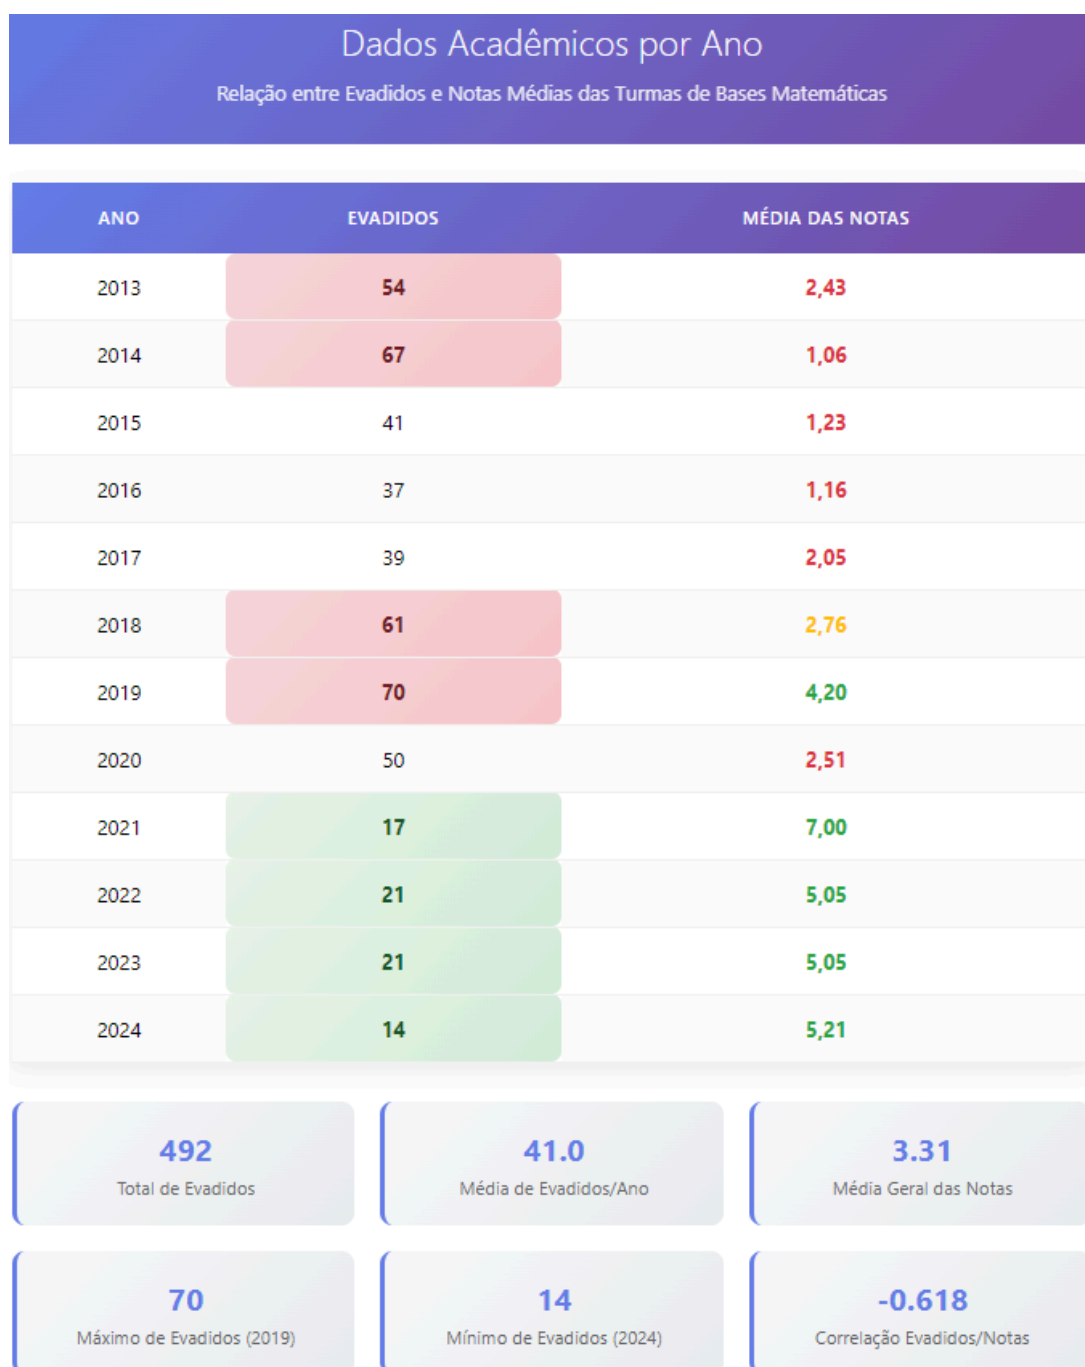 Dados Acadêmicos por Ano
Relação entre Evadidos e Notas Médias das Turmas de Bases Matemáticas
ANO EVADIDOS MÉDIA DAS NOTAS
2013 54 2,43
2014 67 1,06
2015 41 1,23
2016 37 1,16
2017 39 2,05
2018 61 2,76
2019 70 4,20
2020 50 2,51
2021 17 7,00
2022 21 5,05
2023 21 5,05
2024 14 5,21
492 41.0 3.31
Total de Evadidos Média de Evadidos/Ano Média Geral das Notas
70 14 -0.618
Máximo de Evadidos (2019) Mínimo de Evadidos (2024) Correlação Evadidos/Notas